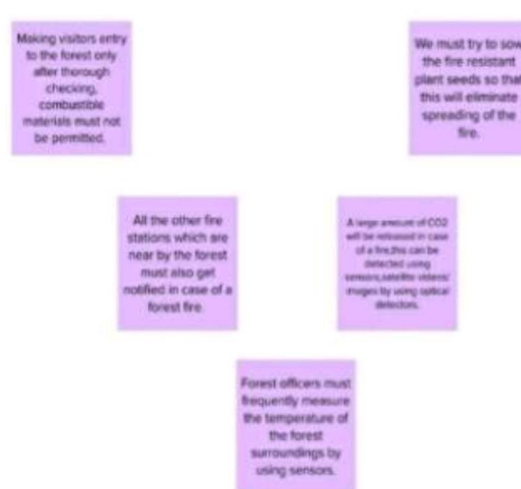 Making visitors entry
to the forest only
after thorough
checking,
combustible
materials must not
be permitted.
We must try to sow
the fire resistant
plant seeds so that
this will eliminate
spreading of the
fire.
All the other fire
stations which are
near by the forest
must also get
notified in case of a
forest fire.
A large amount of CO2
will be released in case
of a fire,this can be
detected using
sensors,satellite videos/
images by using optical
detectors.
Forest officers must
frequently measure
the temperature of
the forest
surroundings by
using sensors.